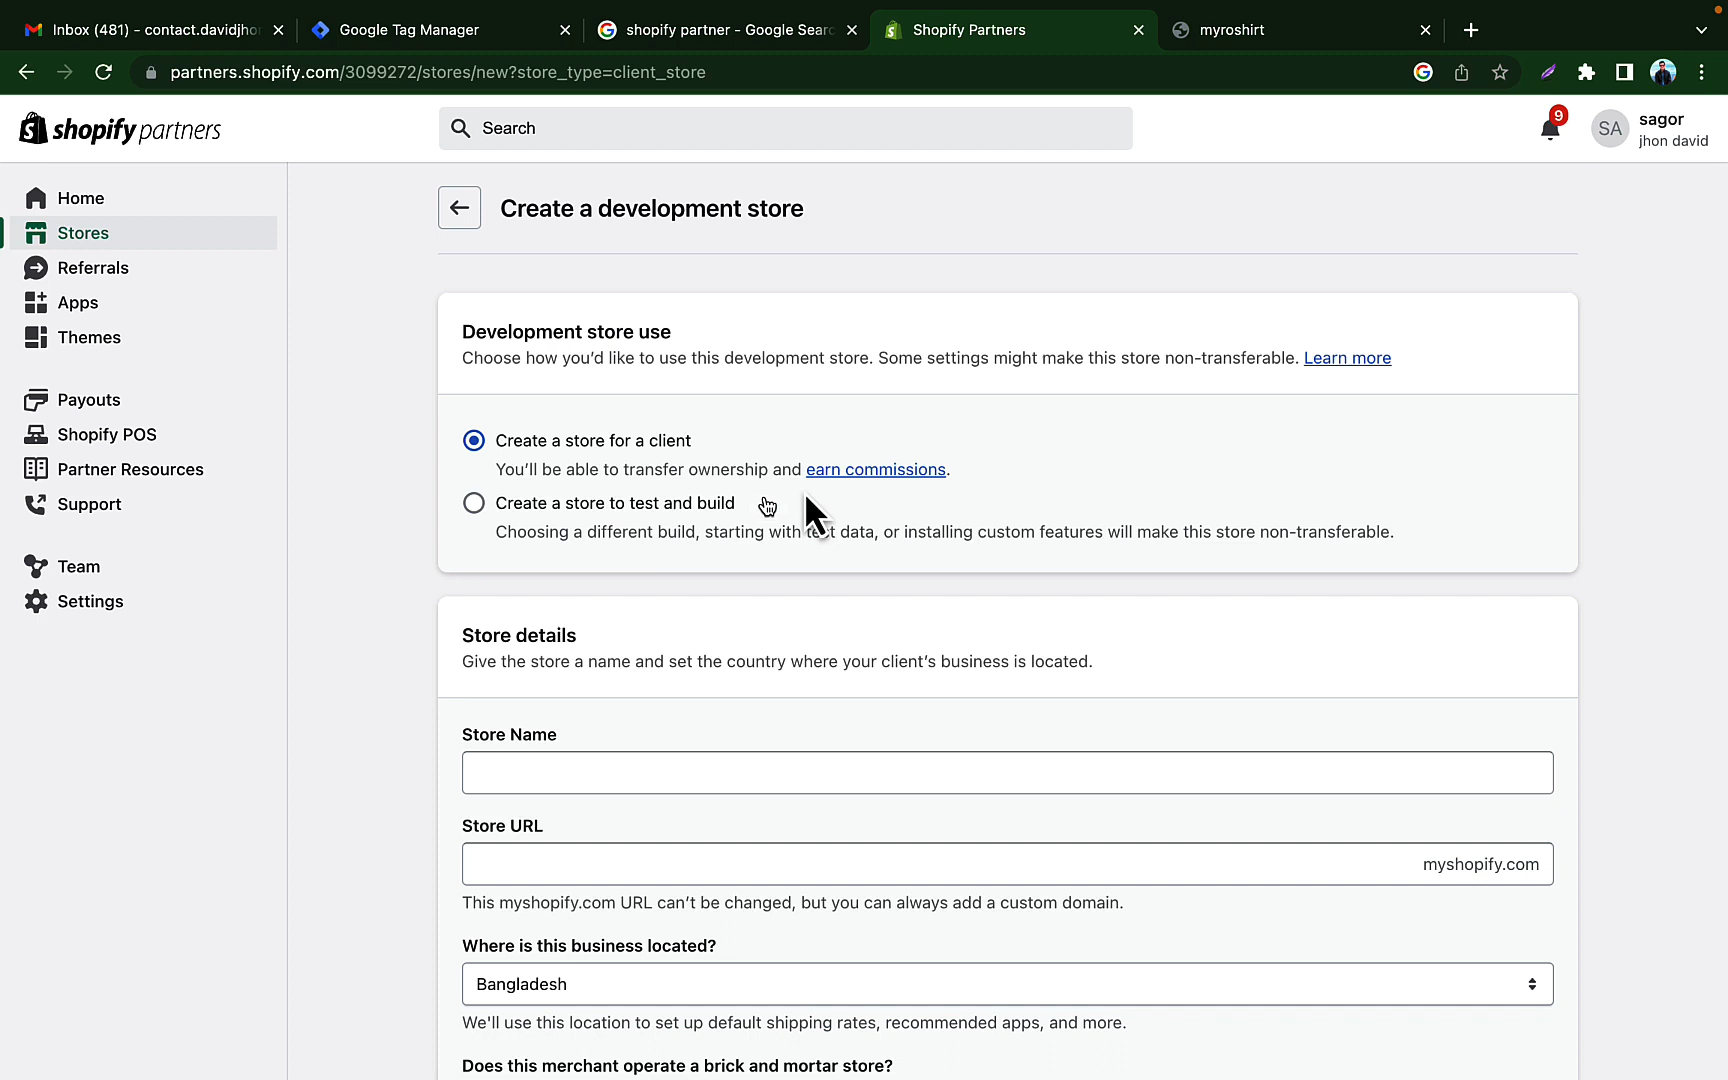 Inbox (481) - contact.davidjhon
Google Tag Manager
shopify partner - Google Searc
Shopify Partners
myroshirt
partners.shopify.com/3099272/stores/new?store_type=client_store
shopify partners
Search
9
SA
sagor
jhon david
Home
Stores
Referrals
Apps
Themes
Payouts
Shopify POS
Partner Resources
Support
Team
Settings
Create a development store
Development store use
Choose how you’d like to use this development store. Some settings might make this store non-transferable. Learn more
Create a store for a client
You’ll be able to transfer ownership and earn commissions.
Create a store to test and build
Choosing a different build, starting with test data, or installing custom features will make this store non-transferable.
Store details
Give the store a name and set the country where your client’s business is located.
Store Name
Store URL
myshopify.com
This myshopify.com URL can’t be changed, but you can always add a custom domain.
Where is this business located?
Bangladesh
We'll use this location to set up default shipping rates, recommended apps, and more.
Does this merchant operate a brick and mortar store?